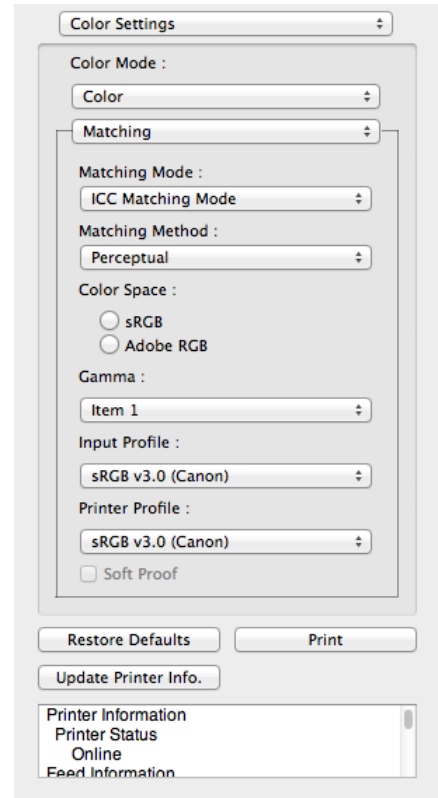 Color Settings
Color Mode :
Color
Matching
Matching Mode :
ICC Matching Mode
Matching Method :
Perceptual
Color Space :
sRGB
Adobe RGB
Gamma :
Item 1
Input Profile :
sRGB v3.0 (Canon)
Printer Profile :
sRGB v3.0 (Canon)
Soft Proof
Restore Defaults Print
Update Printer Info.
Printer Information
Printer Status
Online
Feed Information